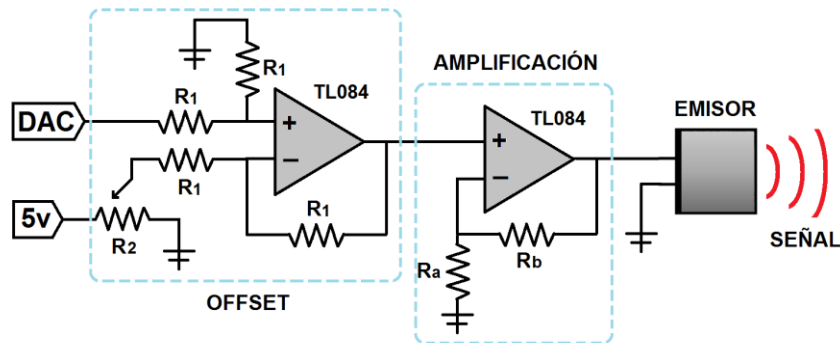 AMPLIFICACIÓN
R1
TL084
TL084
EMISOR
DAC
R1
+
+
R1
−
−
5v
R1
R2
Rb
Ra
SEÑAL
OFFSET